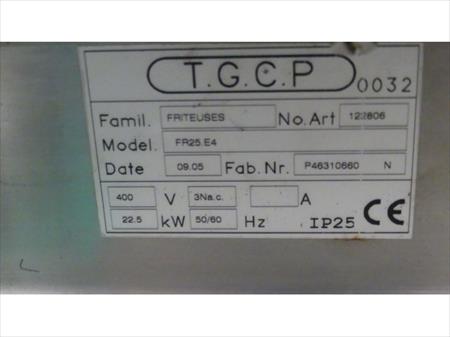 T.G.C.P 0032
Famil. FRITEUSES No.Art 122606
Model. FR25.E4
Date 09.05 Fab.Nr. P46310660 N
400 V 3Na.c. A
22.5 kW 50/60 Hz IP25 CE